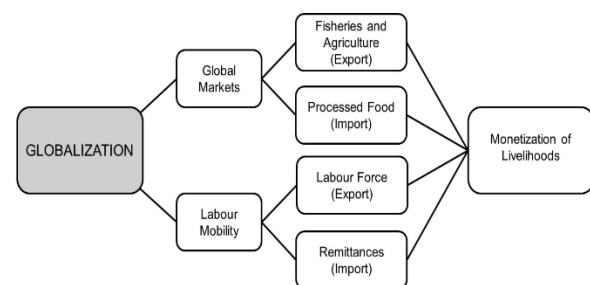 GLOBALIZATION
Global
Markets
Labour
Mobility
Fisheries and
Agriculture
(Export)
Processed Food
(Import)
Labour Force
(Export)
Remittances
(Import)
Monetization of
Livelihoods